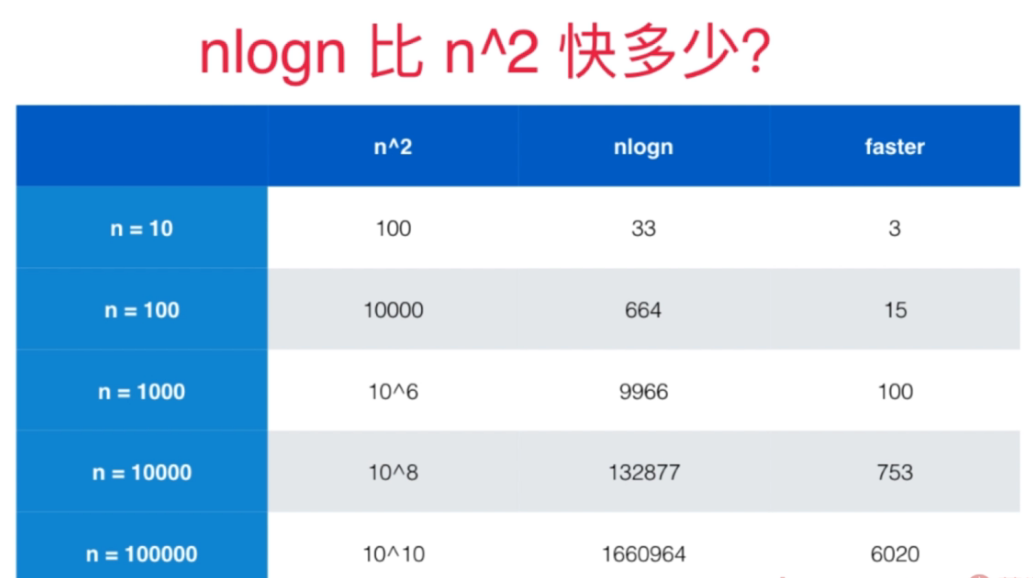 nlogn 比 n^2 快多少?
n^2 nlogn faster
n = 10 100 33 3
n = 100 10000 664 15
n = 1000 10^6 9966 100
n = 10000 10^8 132877 753
n = 100000 10^10 1660964 6020